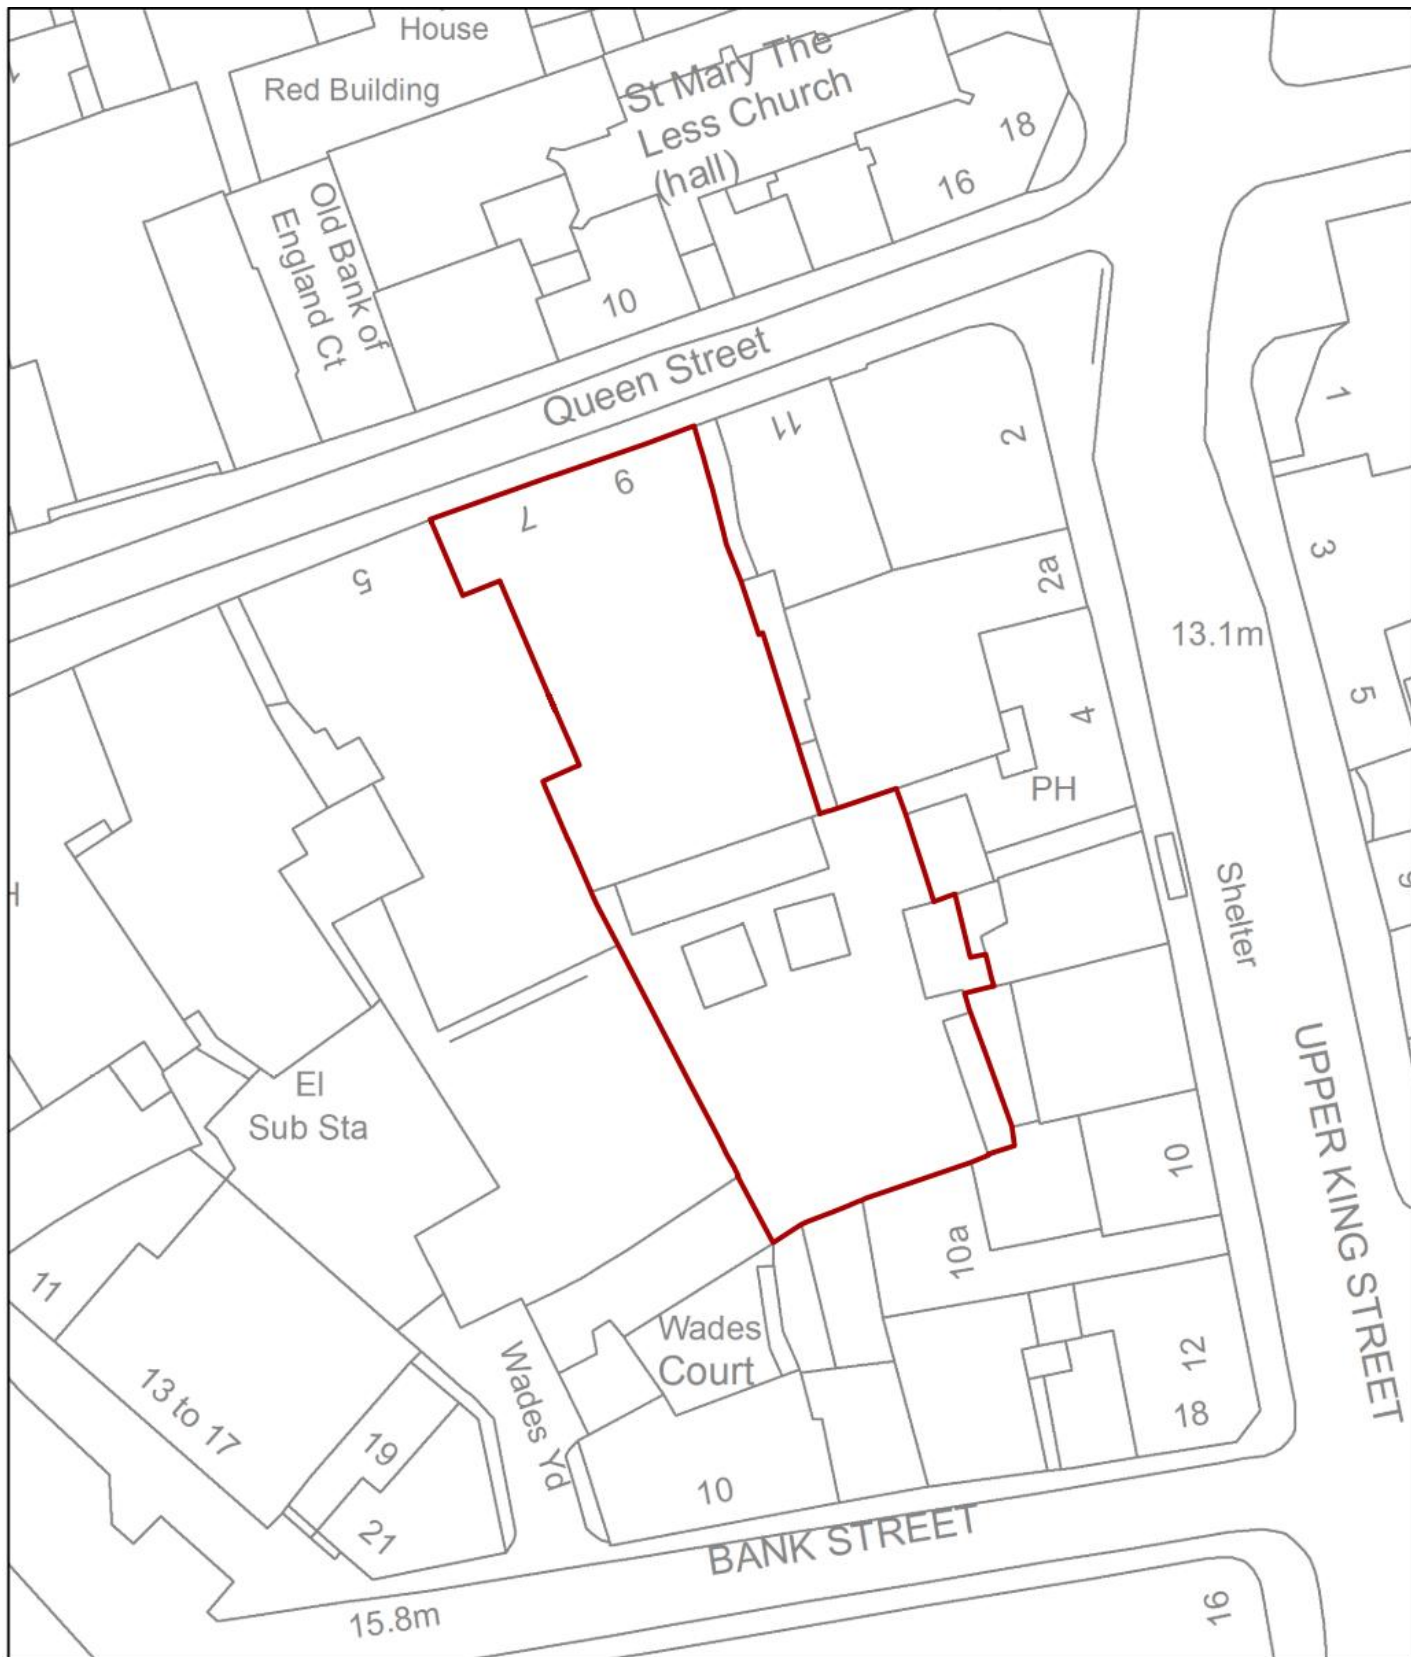 House
Red Building
St Mary The
Less Church
(hall)
18
16
Old Bank of
England Ct
10
Queen Street
11
2
1
9
7
5
2a
3
13.1m
5
4
PH
Shelter
El
Sub Sta
UPPER KING STREET
10
10a
11
Wades
Court
12
18
13 to 17
19
21
Wades Yd
10
BANK STREET
15.8m
16